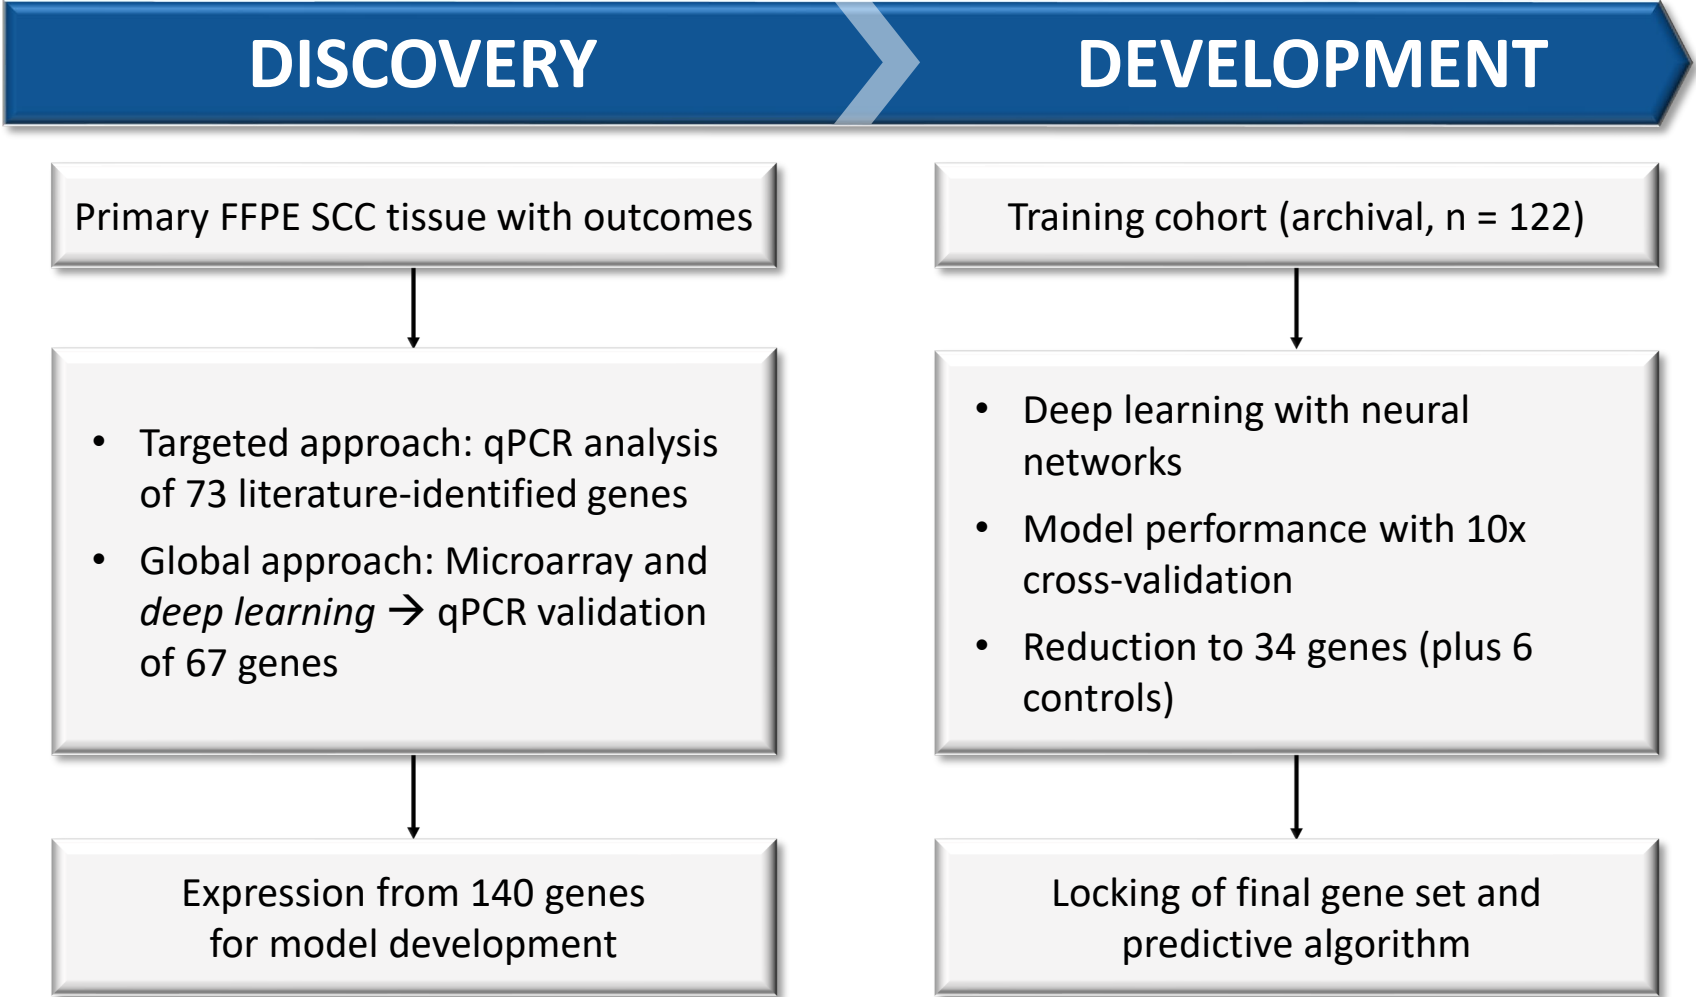 DISCOVERY
DEVELOPMENT
Primary FFPE SCC tissue with outcomes
• Targeted approach: qPCR analysis
of 73 literature-identified genes
• Global approach: Microarray and
deep learning → qPCR validation
of 67 genes
Expression from 140 genes
for model development
Training cohort (archival, n = 122)
• Deep learning with neural
networks
• Model performance with 10x
cross-validation
• Reduction to 34 genes (plus 6
controls)
Locking of final gene set and
predictive algorithm